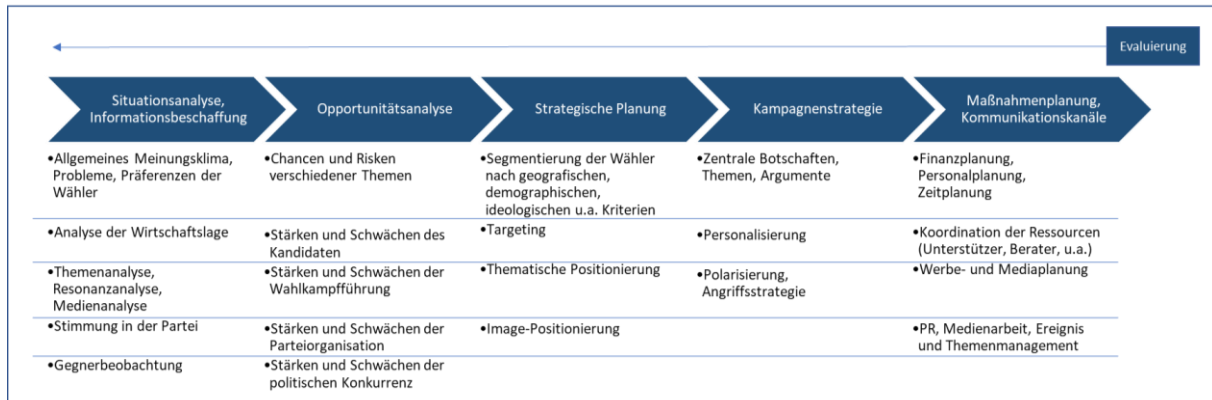 Evaluierung
Situationsanalyse,
Informationsbeschaffung
Opportunitätsanalyse
Strategische Planung
Kampagnenstrategie
Maßnahmenplanung,
Kommunikationskanäle
•Allgemeines Meinungsklima,
Probleme, Präferenzen der
Wähler
•Chancen und Risken
verschiedener Themen
•Segmentierung der Wähler
nach geografischen,
demographischen,
ideologischen u.a. Kriterien
•Zentrale Botschaften,
Themen, Argumente
•Finanzplanung,
Personalplanung,
Zeitplanung
•Analyse der Wirtschaftslage
•Stärken und Schwächen des
Kandidaten
•Targeting
•Personalisierung
•Koordination der Ressourcen
(Unterstützer, Berater, u.a.)
•Themenanalyse,
Resonanzanalyse,
Medienanalyse
•Stärken und Schwächen der
Wahlkampfführung
•Thematische Positionierung
•Polarisierung,
Angriffsstrategie
•Werbe- und Mediaplanung
•Stimmung in der Partei
•Stärken und Schwächen der
Parteiorganisation
•Image-Positionierung
•PR, Medienarbeit, Ereignis
und Themenmanagement
•Gegnerbeobachtung
•Stärken und Schwächen der
politischen Konkurrenz